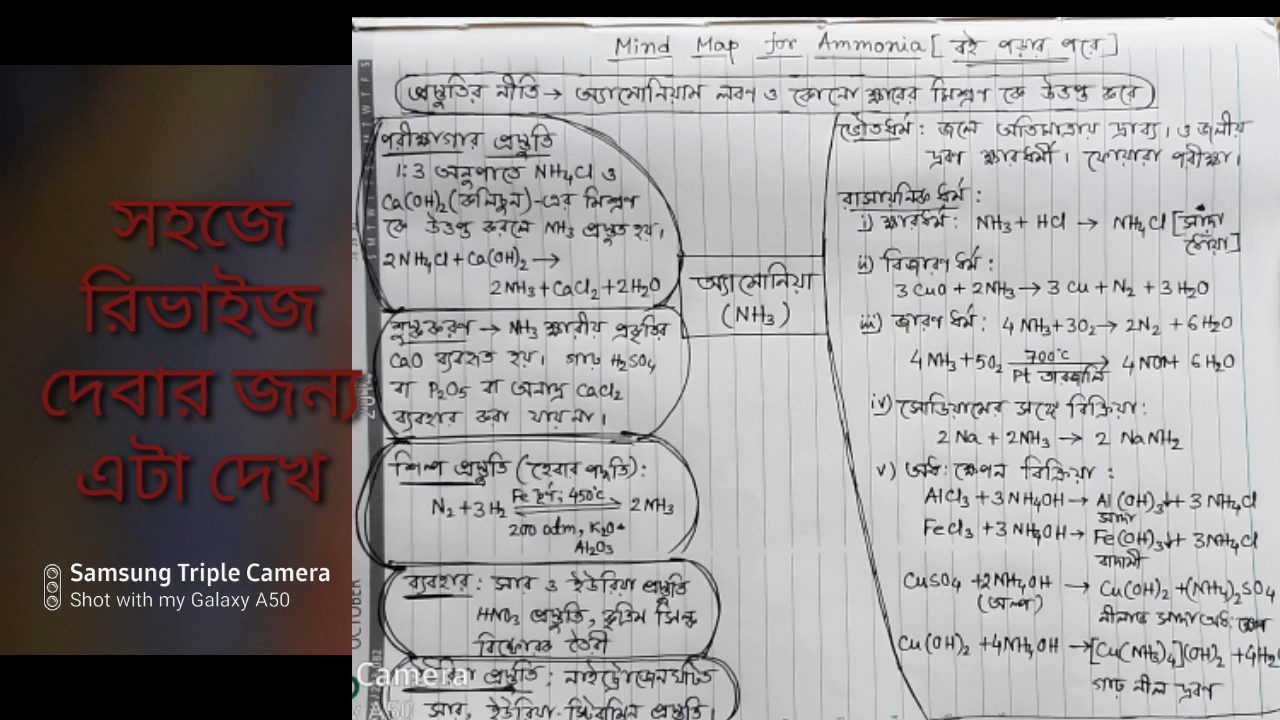 সহজে
রিভাইজ
দেবার জন্য
এটা দেখ
Samsung Triple Camera
Shot with my Galaxy A50
Mind Map for Ammonia [বই পড়ার পরে]
প্রস্তুতির নীতি → অ্যামোনিয়াম লবণ ও কোনো ক্ষারের মিশ্রণ কে উত্তপ্ত করে
পরীক্ষাগার প্রস্তুতি
1:3 অনুপাতে NH₄Cl ও
Ca(OH)₂ (কলিচুন)-এর মিশ্রণ
কে উত্তপ্ত করলে NH₃ প্রস্তুত হয়।
2NH₄Cl + Ca(OH)₂ →
2NH₃ + CaCl₂ + 2H₂O
শুষ্ককরণ → NH₃ ক্ষারীয় প্রকৃতির
CaO ব্যবহৃত হয়। গাঢ় H₂SO₄
বা P₂O₅ বা অনার্দ্র CaCl₂
ব্যবহার করা যায় না।
শিল্প প্রস্তুতি (হেবার পদ্ধতি):
Fe চূর্ণ, 450°C
N₂ + 3H₂ ⇌ 2NH₃
200 atm, K₂O +
Al₂O₃
ব্যবহার: সার ও ইউরিয়া প্রস্তুতি
HNO₃ প্রস্তুতি, কৃত্রিম সিল্ক
বিস্ফোরক তৈরী
প্রস্তুতি: নাইট্রোজেনঘটিত
সার, ইউরিয়া-স্টিবামিন প্রস্তুতি।
অ্যামোনিয়া
(NH₃)
ভৌতধর্ম: জলে অতিমাত্রায় দ্রাব্য। ও জলীয়
দ্রবণ ক্ষারধর্মী। ফোয়ারা পরীক্ষা।
রাসায়নিক ধর্ম:
i) ক্ষারধর্ম: NH₃ + HCl → NH₄Cl [সাদা
ধোঁয়া]
ii) বিজারণ ধর্ম:
3CuO + 2NH₃ → 3Cu + N₂ + 3H₂O
iii) জারণ ধর্ম: 4NH₃ + 3O₂ → 2N₂ + 6H₂O
700°C
4NH₃ + 5O₂ → 4NO + 6H₂O
Pt তারজালি
iv) সোডিয়ামের সঙ্গে বিক্রিয়া:
2Na + 2NH₃ → 2NaNH₂
v) অধ:ক্ষেপন বিক্রিয়া:
AlCl₃ + 3NH₄OH → Al(OH)₃↓ + 3NH₄Cl
সাদা
FeCl₃ + 3NH₄OH → Fe(OH)₃↓ + 3NH₄Cl
বাদামী
CuSO₄ + 2NH₄OH → Cu(OH)₂ + (NH₄)₂SO₄
(অল্প)
নীলাভ সাদা অধ:
Cu(OH)₂ + 4NH₄OH → [Cu(NH₃)₄](OH)₂ + 4H₂O
গাঢ় নীল দ্রবণ
OCTOBER
Camera
A50